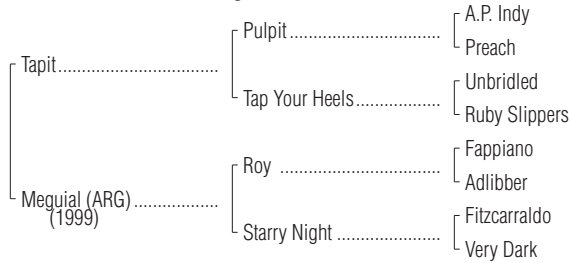 A.P. Indy
Pulpit
Preach
Tapit
Unbridled
Tap Your Heels
Ruby Slippers
Fappiano
Roy
Adlibber
Meguial (ARG)
(1999)
Fitzcarraldo
Starry Night
Very Dark